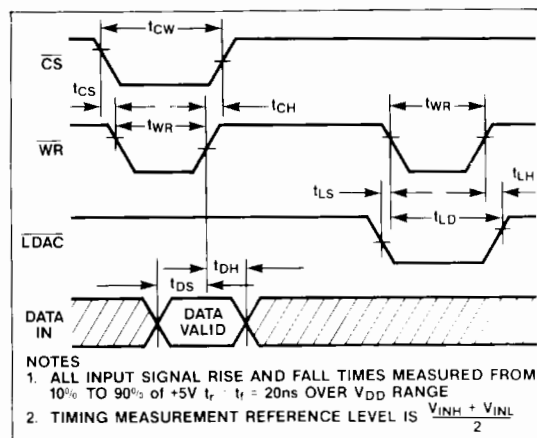 tCW
CS
tCS
tCH
tWR
tWR
WR
tLS
tLH
tLD
LDAC
tDH
tDS
DATA IN
DATA VALID
NOTES
1. ALL INPUT SIGNAL RISE AND FALL TIMES MEASURED FROM
10% TO 90% of +5V tr tf = 20ns OVER VDD RANGE
2. TIMING MEASUREMENT REFERENCE LEVEL IS VINH + VINL
2